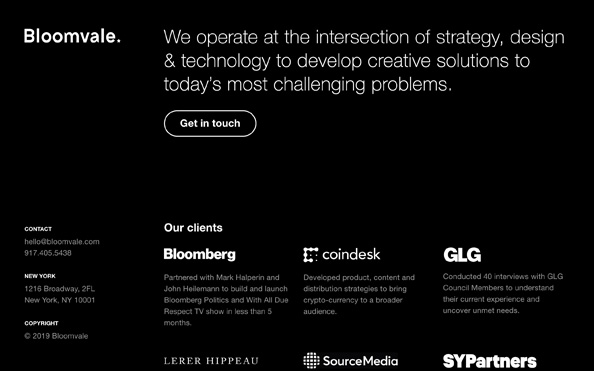 Bloomvale.
We operate at the intersection of strategy, design
& technology to develop creative solutions to
today's most challenging problems.
Get in touch
CONTACT
hello@bloomvale.com
917.405.5438
NEW YORK
1216 Broadway, 2FL
New York, NY 10001
COPYRIGHT
© 2019 Bloomvale
Our clients
Bloomberg
Partnered with Mark Halperin and
John Heilemann to build and launch
Bloomberg Politics and With All Due
Respect TV show in less than 5
months.
coindesk
Developed product, content and
distribution strategies to bring
crypto-currency to a broader
audience.
GLG
Conducted 40 interviews with GLG
Council Members to understand
their current experience and
uncover unmet needs.
LERER HIPPEAU
SourceMedia
SYPartners